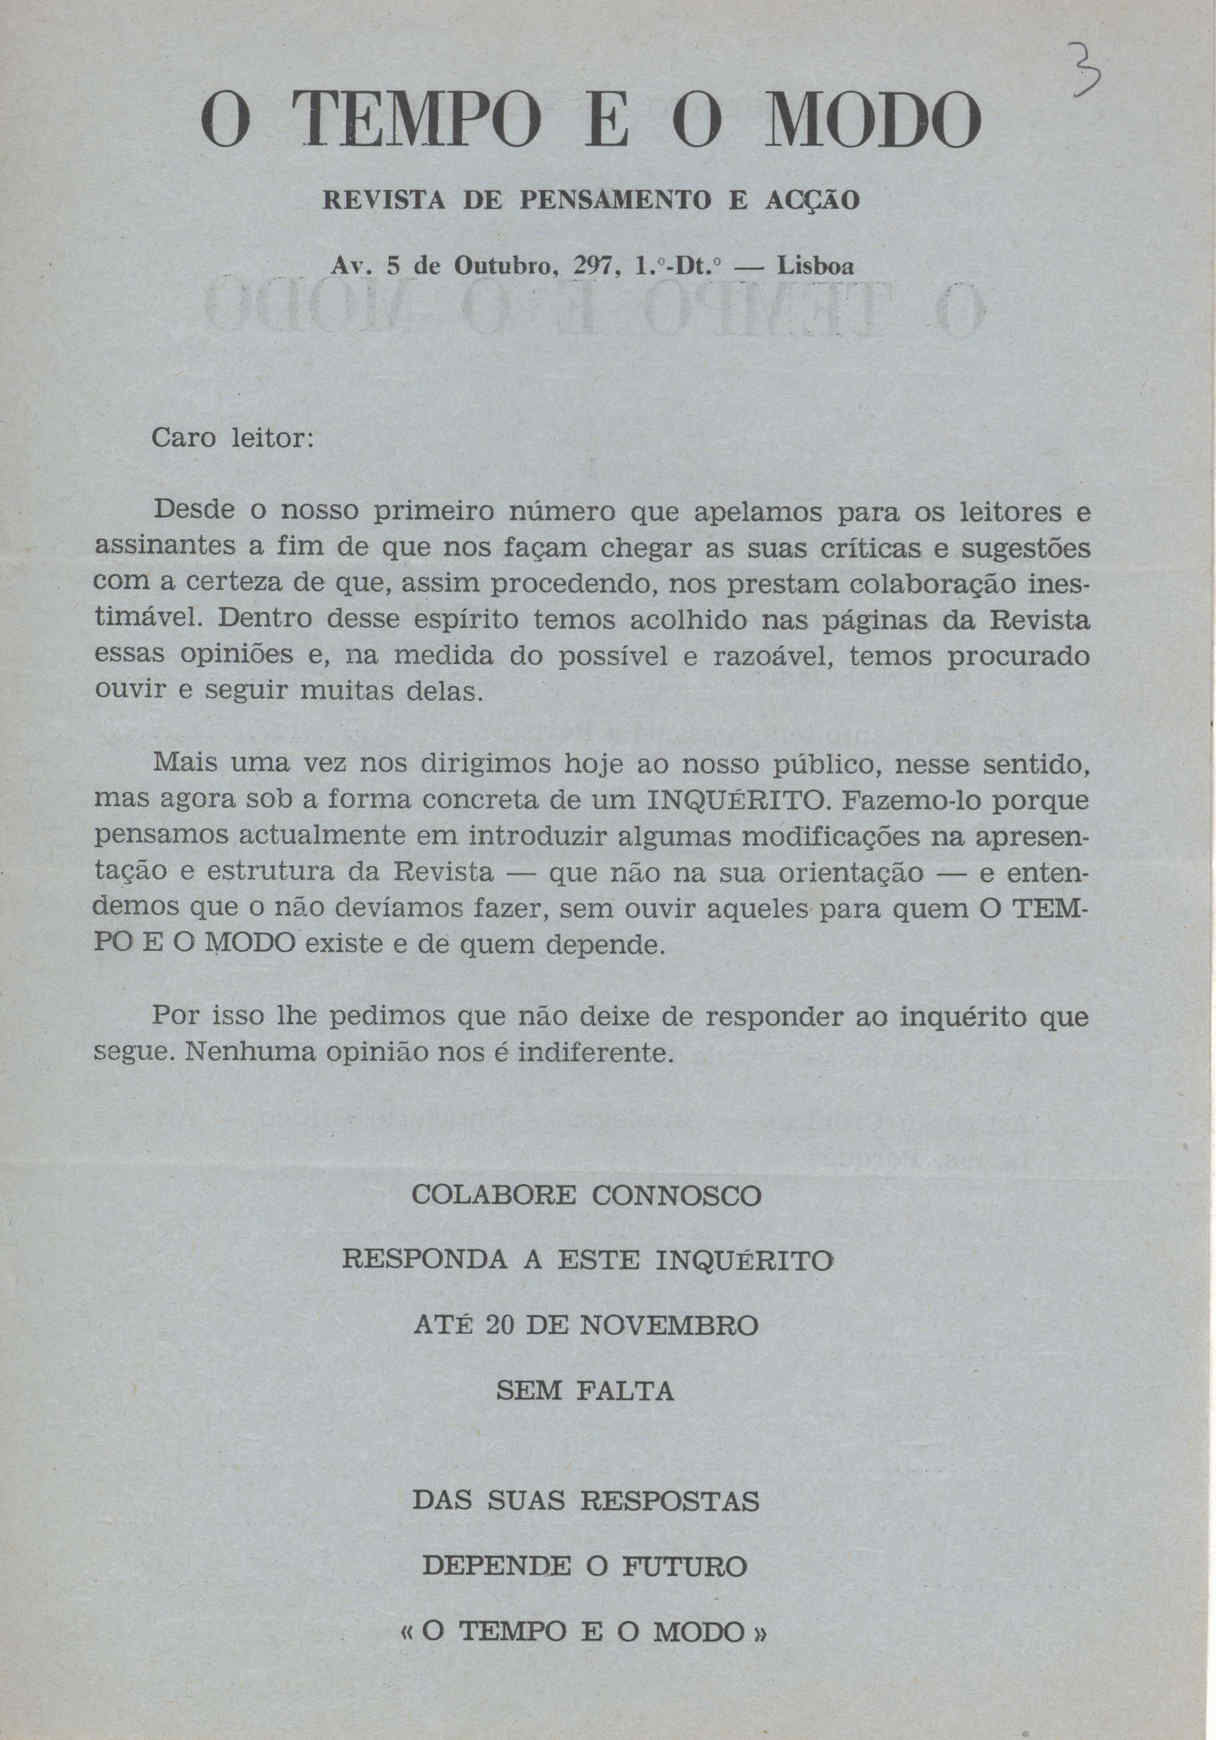 3
O TEMPO E O MODO
REVISTA DE PENSAMENTO E ACÇÃO
Av. 5 de Outubro, 297, 1.º-Dt.º — Lisboa
O TEMPO E O MODO
Caro leitor:
Desde o nosso primeiro número que apelamos para os leitores e
assinantes a fim de que nos façam chegar as suas críticas e sugestões
com a certeza de que, assim procedendo, nos prestam colaboração ines-
timável. Dentro desse espírito temos acolhido nas páginas da Revista
essas opiniões e, na medida do possível e razoável, temos procurado
ouvir e seguir muitas delas.
Mais uma vez nos dirigimos hoje ao nosso público, nesse sentido,
mas agora sob a forma concreta de um INQUÉRITO. Fazemo-lo porque
pensamos actualmente em introduzir algumas modificações na apresen-
tação e estrutura da Revista — que não na sua orientação — e enten-
demos que o não devíamos fazer, sem ouvir aqueles para quem O TEM-
PO E O MODO existe e de quem depende.
Por isso lhe pedimos que não deixe de responder ao inquérito que
segue. Nenhuma opinião nos é indiferente.
COLABORE CONNOSCO
RESPONDA A ESTE INQUÉRITO
ATÉ 20 DE NOVEMBRO
SEM FALTA
DAS SUAS RESPOSTAS
DEPENDE O FUTURO
« O TEMPO E O MODO »